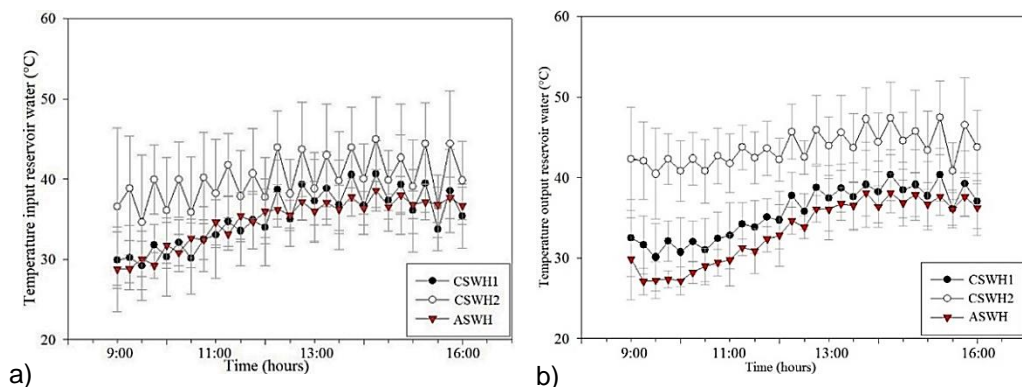 Temperature input reservoir water (°C)
60
50
40
30
20
CSWH1
CSWH2
ASWH
9:00 11:00 13:00 16:00
Time (hours)
a)
Temperature output reservoir water (°C)
60
50
40
30
20
CSWH1
CSWH2
ASWH
9:00 11:00 13:00 16:00
Time (hours)
b)